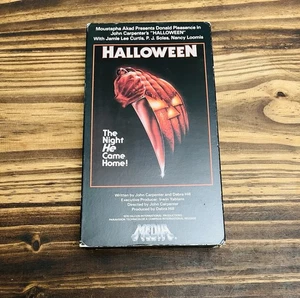 Moustapha Akkad Presents Donald Pleasence in
John Carpenter's "HALLOWEEN"
With Jamie Lee Curtis, P. J. Soles, Nancy Loomis
HALLOWEEN
The
Night
He
Came
Home!
Written by John Carpenter and Debra Hill
Executive Producer, Irwin Yablans
Directed by John Carpenter
Produced by Debra Hill
MEDIA